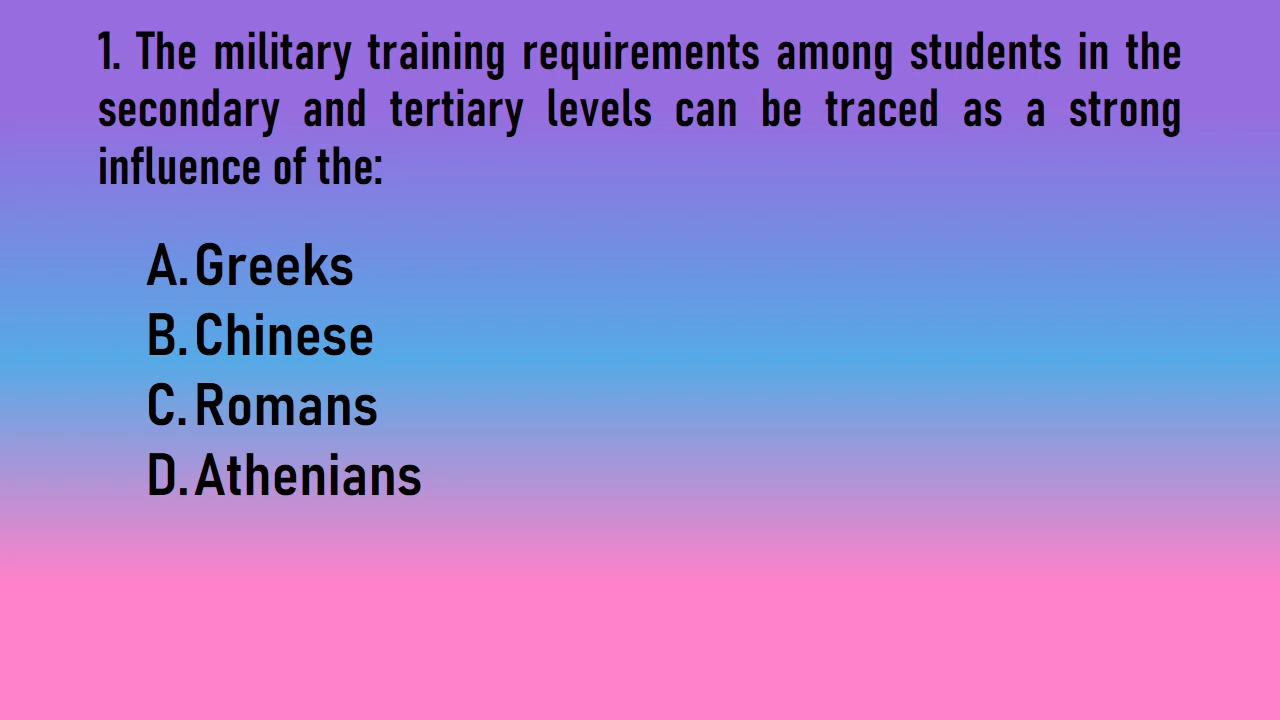 1. The military training requirements among students in the
secondary and tertiary levels can be traced as a strong
influence of the:
A. Greeks
B. Chinese
C. Romans
D. Athenians